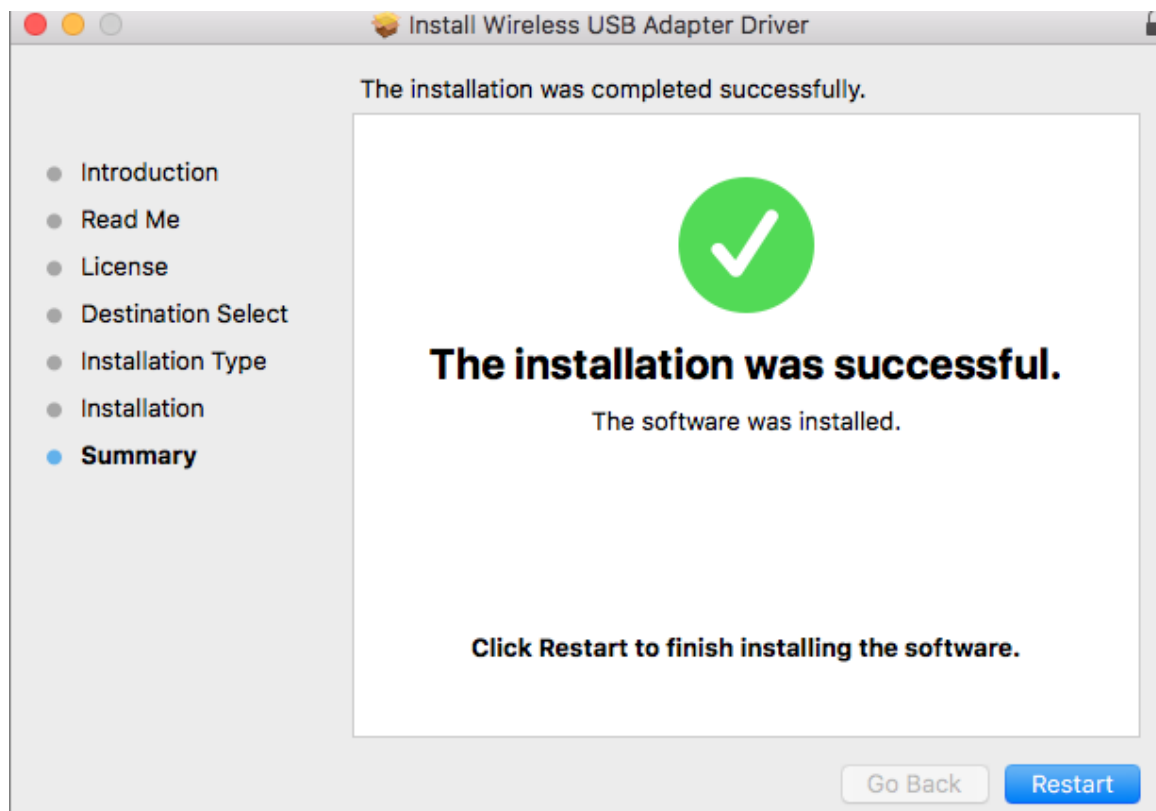 Install Wireless USB Adapter Driver
The installation was completed successfully.
Introduction
Read Me
License
Destination Select
Installation Type
Installation
Summary
The installation was successful.
The software was installed.
Click Restart to finish installing the software.
Go Back
Restart